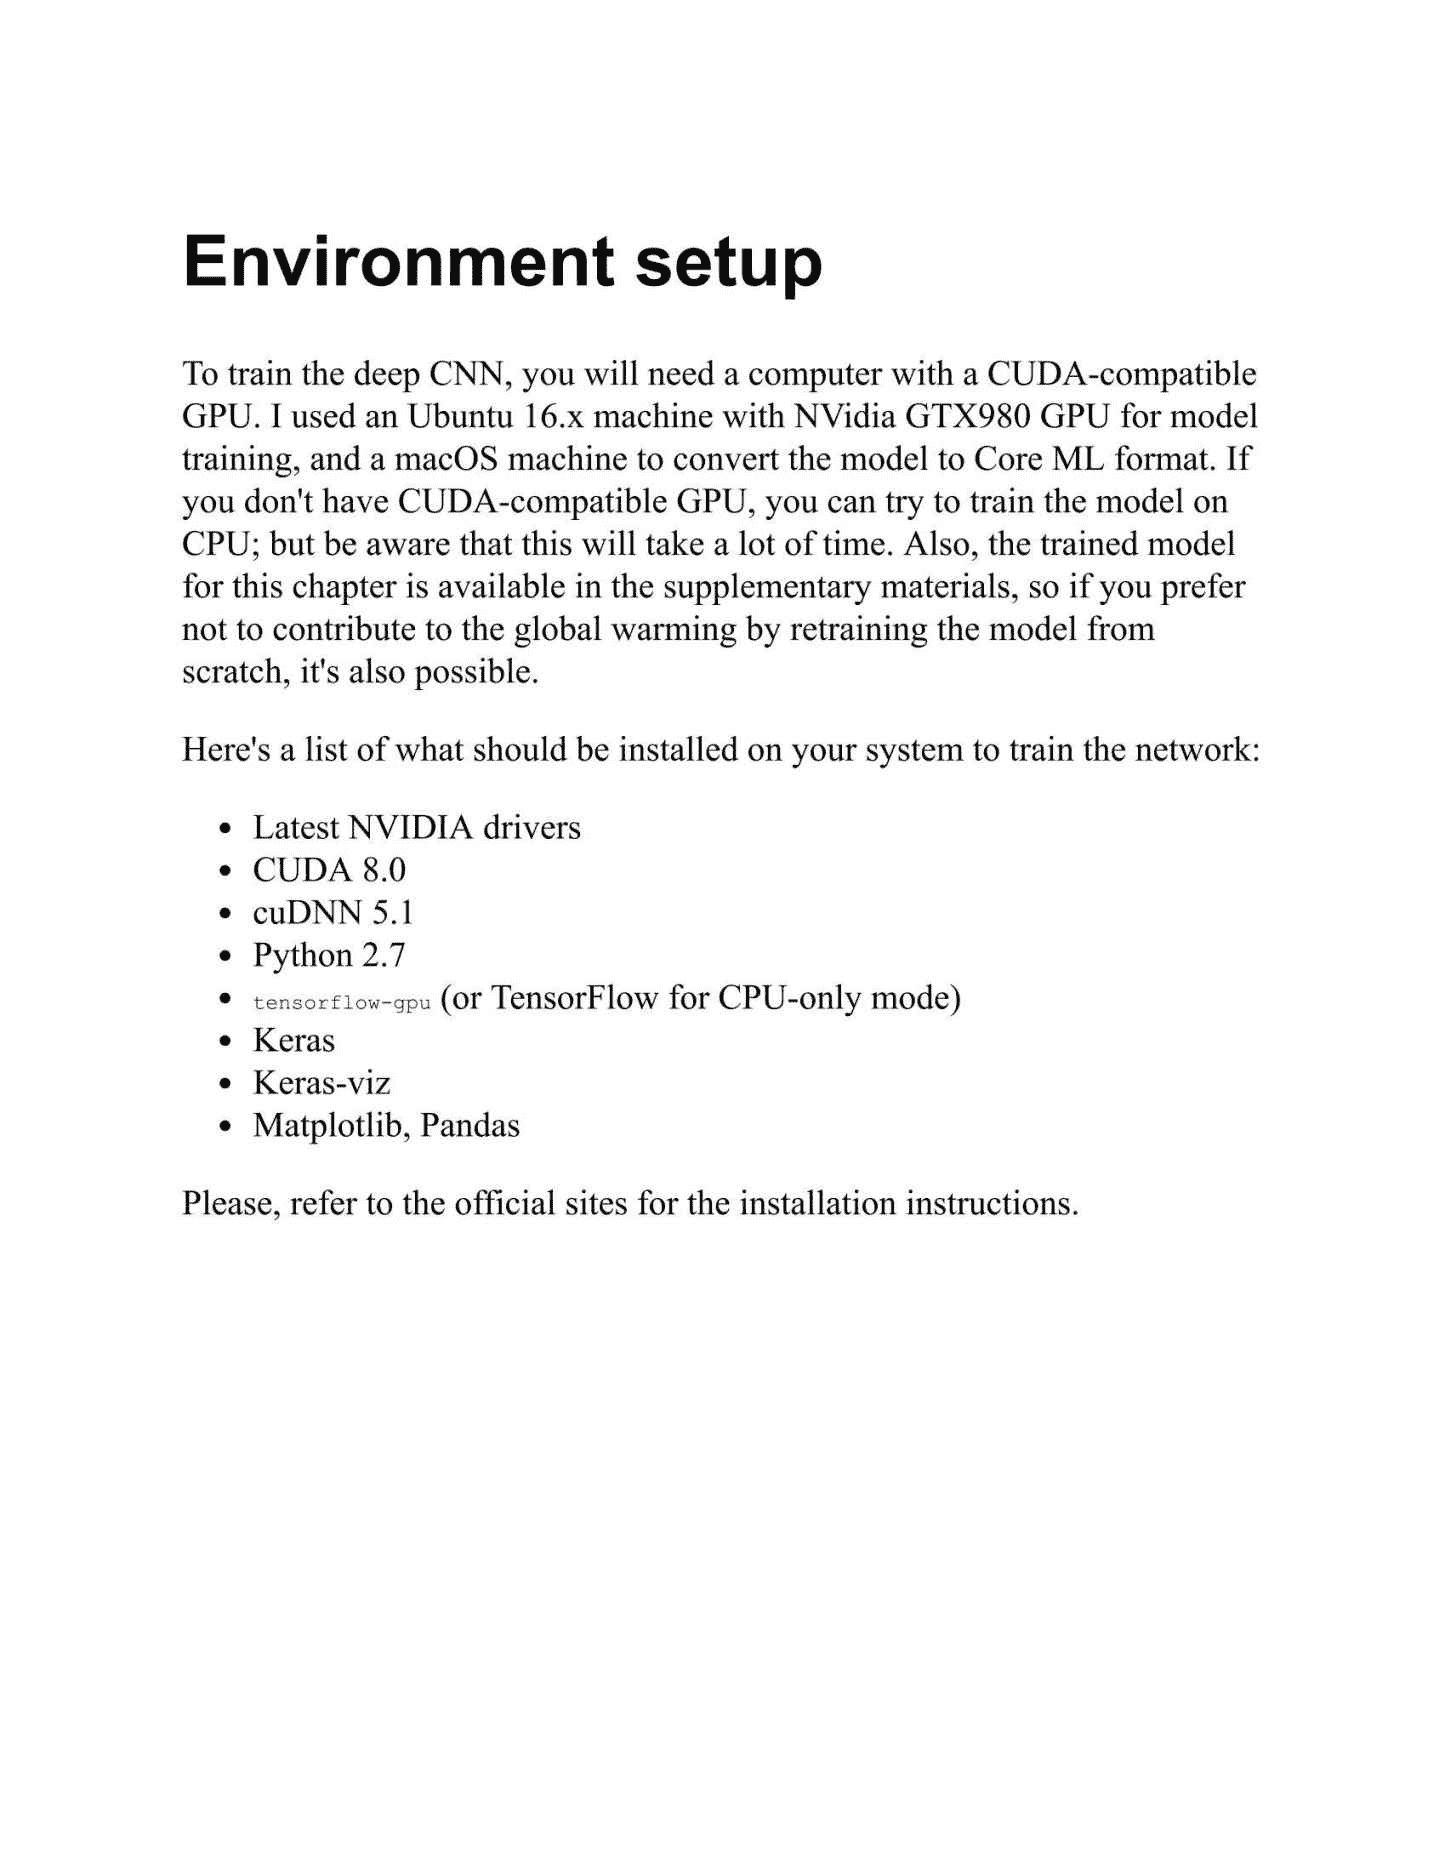 Environment setup
To train the deep CNN, you will need a computer with a CUDA-compatible
GPU. I used an Ubuntu 16.x machine with NVidia GTX980 GPU for model
training, and a macOS machine to convert the model to Core ML format. If
you don't have CUDA-compatible GPU, you can try to train the model on
CPU; but be aware that this will take a lot of time. Also, the trained model
for this chapter is available in the supplementary materials, so if you prefer
not to contribute to the global warming by retraining the model from
scratch, it's also possible.
Here's a list of what should be installed on your system to train the network:
• Latest NVIDIA drivers
• CUDA 8.0
• cuDNN 5.1
• Python 2.7
• tensorflow-gpu (or TensorFlow for CPU-only mode)
• Keras
• Keras-viz
• Matplotlib, Pandas
Please, refer to the official sites for the installation instructions.